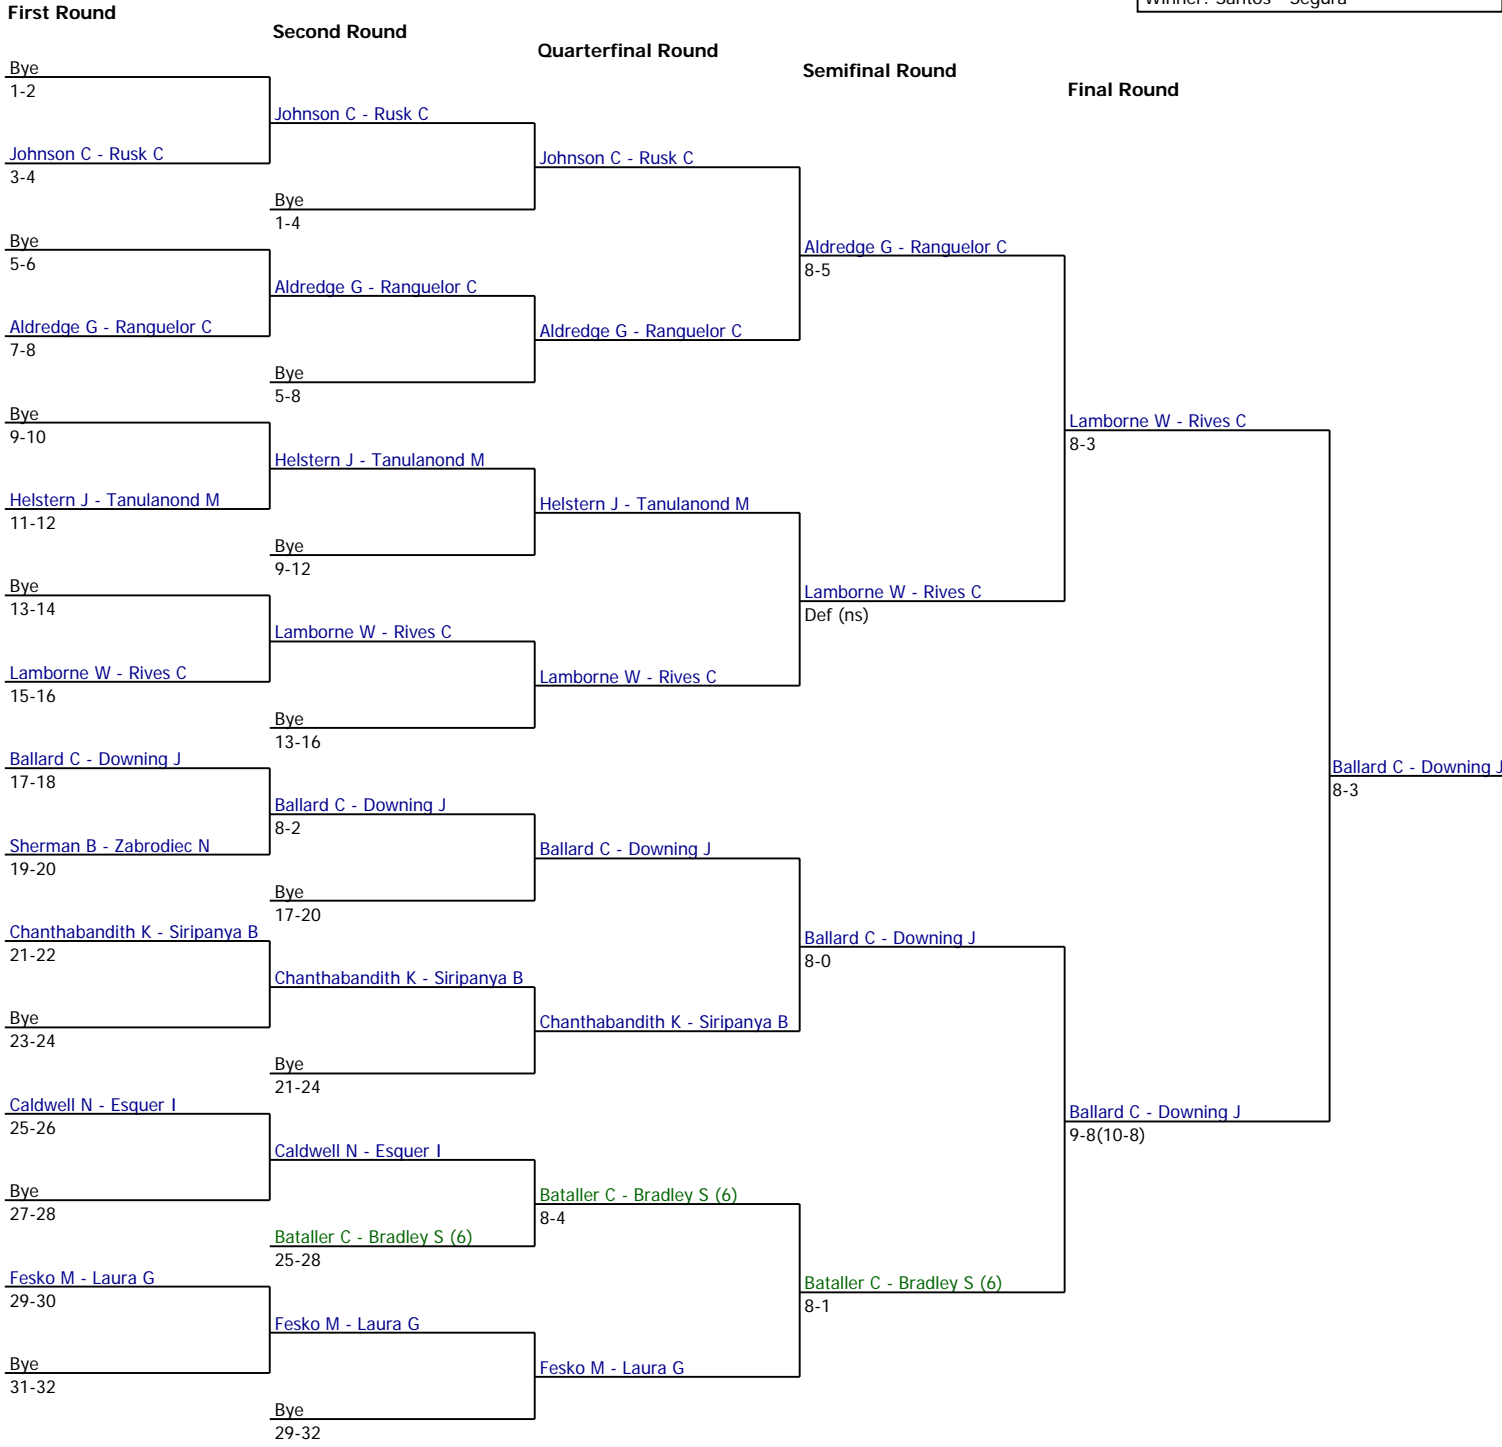 Winner: Santos - Segura
First Round
Second Round
Quarterfinal Round
Semifinal Round
Final Round
Bye
1-2
Johnson C - Rusk C
3-4
Bye
5-6
Aldredge G - Ranguelor C
7-8
Bye
9-10
Helstern J - Tanulanond M
11-12
Bye
13-14
Lamborne W - Rives C
15-16
Ballard C - Downing J
17-18
Sherman B - Zabrodiec N
19-20
Chanthabandith K - Siripanya B
21-22
Bye
23-24
Caldwell N - Esquer I
25-26
Bye
27-28
Fesko M - Laura G
29-30
Bye
31-32
Johnson C - Rusk C
Bye
1-4
Aldredge G - Ranguelor C
Bye
5-8
Helstern J - Tanulanond M
Bye
9-12
Lamborne W - Rives C
Bye
13-16
Ballard C - Downing J
8-2
Bye
17-20
Chanthabandith K - Siripanya B
Bye
21-24
Caldwell N - Esquer I
Bataller C - Bradley S (6)
25-28
Fesko M - Laura G
Bye
29-32
Johnson C - Rusk C
Aldredge G - Ranguelor C
Helstern J - Tanulanond M
Lamborne W - Rives C
Ballard C - Downing J
Chanthabandith K - Siripanya B
Bataller C - Bradley S (6)
8-4
Fesko M - Laura G
Aldredge G - Ranguelor C
8-5
Lamborne W - Rives C
Def (ns)
Ballard C - Downing J
8-0
Bataller C - Bradley S (6)
8-1
Lamborne W - Rives C
8-3
Ballard C - Downing J
9-8(10-8)
Ballard C - Downing J
8-3